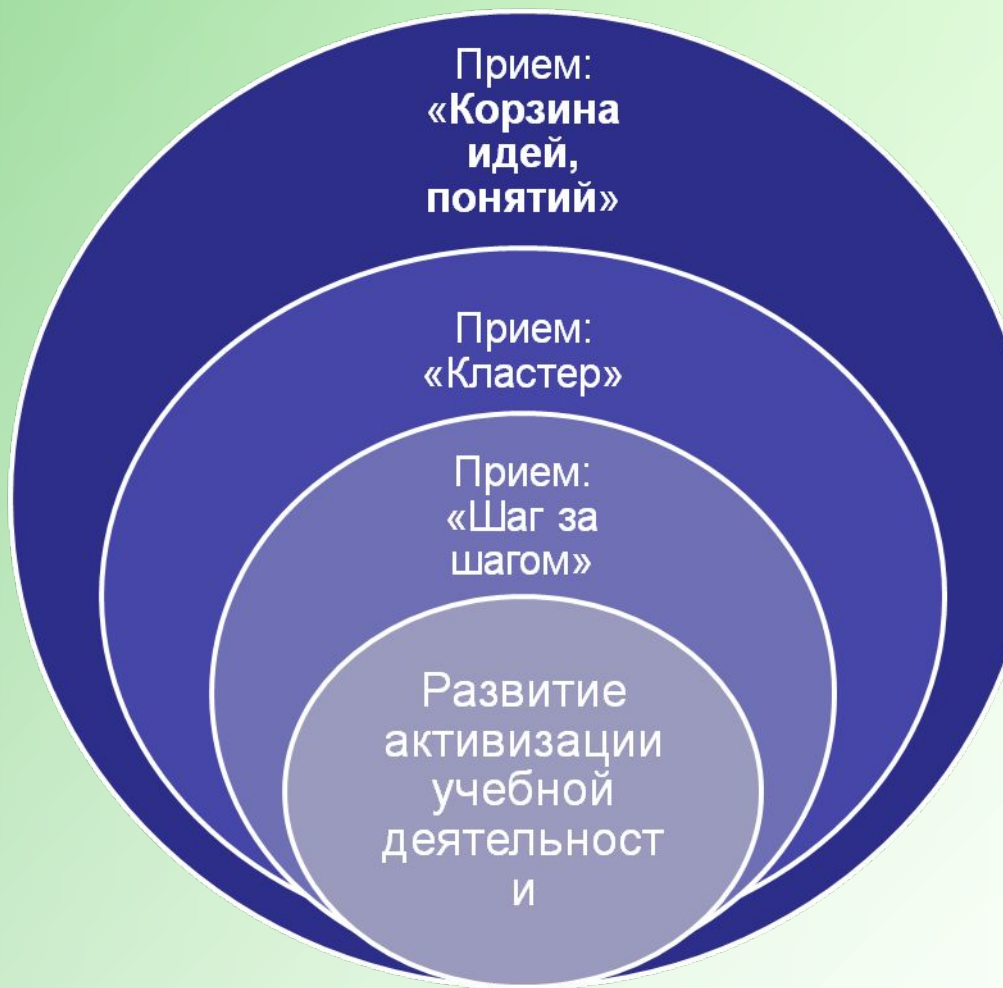 Прием:
«Корзина
идей,
понятий»
Прием:
«Кластер»
Прием:
«Шаг за
шагом»
Развитие
активизации
учебной
деятельност
и